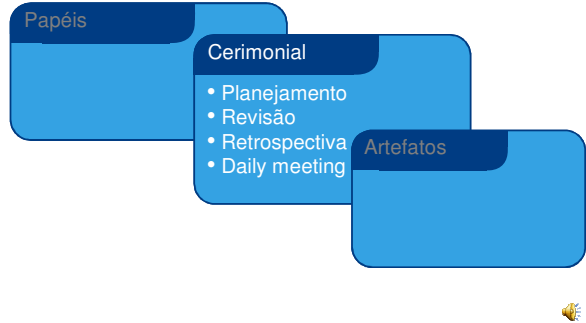 Papéis
Cerimonial
• Planejamento
• Revisão
• Retrospectiva
• Daily meeting
Artefatos